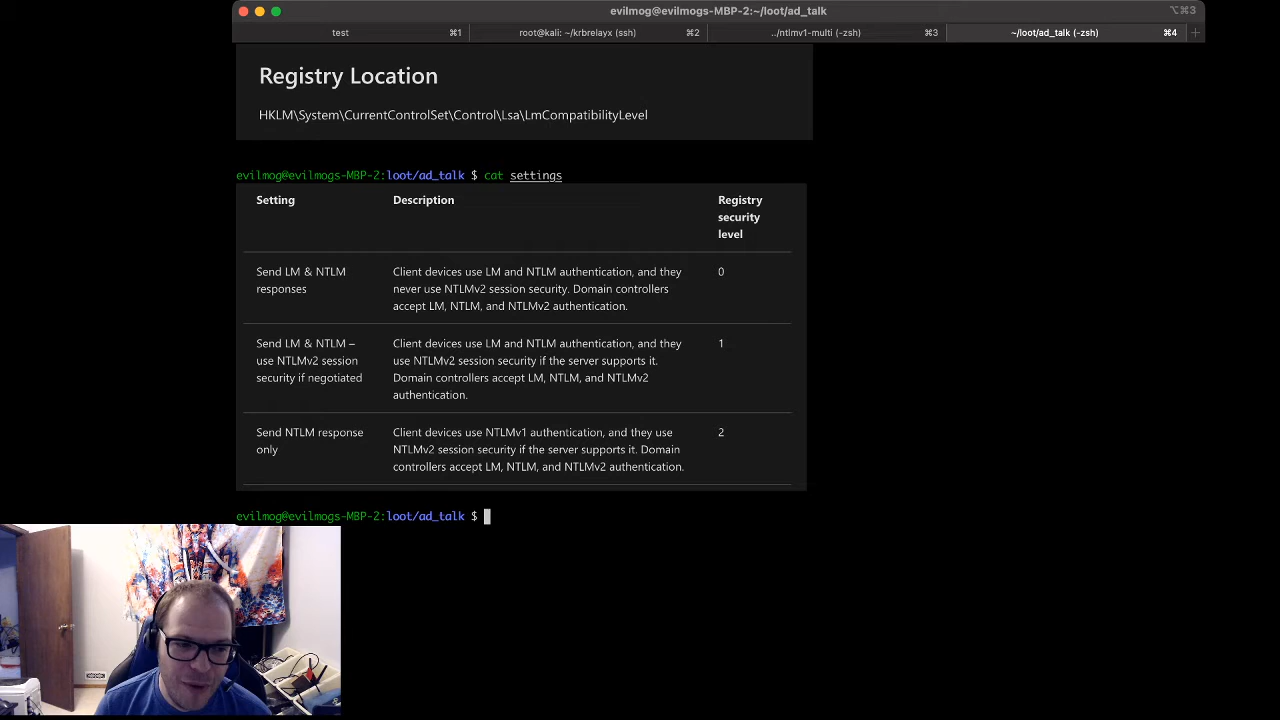 evilmog@evilmogs-MBP-2:~/loot/ad_talk
⌥⌘3
test ⌘1
root@kali: ~/krbrelayx (ssh) ⌘2
../ntlmv1-multi (-zsh) ⌘3
~/loot/ad_talk (-zsh) ⌘4
+
Registry Location
HKLM\System\CurrentControlSet\Control\Lsa\LmCompatibilityLevel
evilmog@evilmogs-MBP-2:loot/ad_talk $ cat settings
Setting
Description
Registry
security
level
Send LM & NTLM
responses
Client devices use LM and NTLM authentication, and they
never use NTLMv2 session security. Domain controllers
accept LM, NTLM, and NTLMv2 authentication.
0
Send LM & NTLM –
use NTLMv2 session
security if negotiated
Client devices use LM and NTLM authentication, and they
use NTLMv2 session security if the server supports it.
Domain controllers accept LM, NTLM, and NTLMv2
authentication.
1
Send NTLM response
only
Client devices use NTLMv1 authentication, and they use
NTLMv2 session security if the server supports it. Domain
controllers accept LM, NTLM, and NTLMv2 authentication.
2
evilmog@evilmogs-MBP-2:loot/ad_talk $